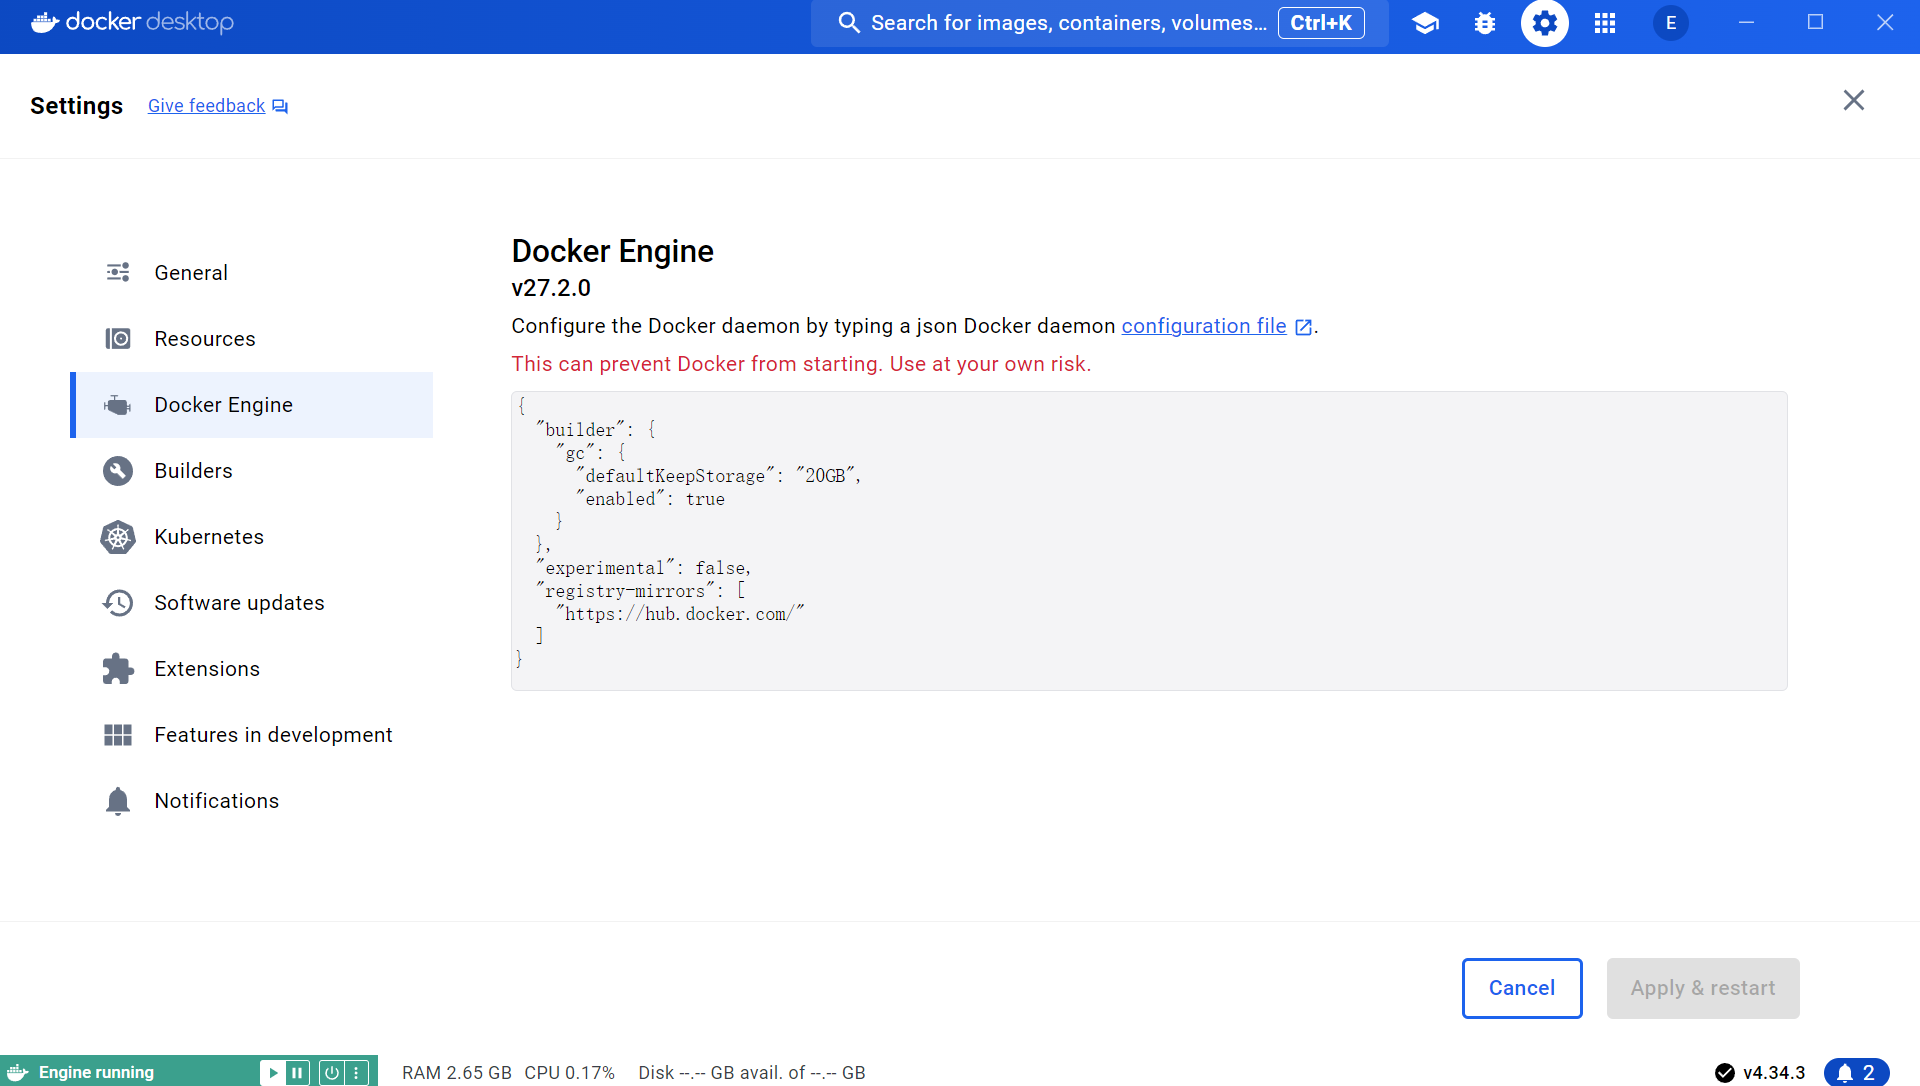 docker desktop
Search for images, containers, volumes... Ctrl+K
E
Settings Give feedback
General
Resources
Docker Engine
Builders
Kubernetes
Software updates
Extensions
Features in development
Notifications
Docker Engine
v27.2.0
Configure the Docker daemon by typing a json Docker daemon configuration file.
This can prevent Docker from starting. Use at your own risk.
{
  "builder": {
    "gc": {
      "defaultKeepStorage": "20GB",
      "enabled": true
    }
  },
  "experimental": false,
  "registry-mirrors": [
    "https://hub.docker.com/"
  ]
}
Cancel Apply & restart
Engine running RAM 2.65 GB CPU 0.17% Disk --.-- GB avail. of --.-- GB v4.34.3 2